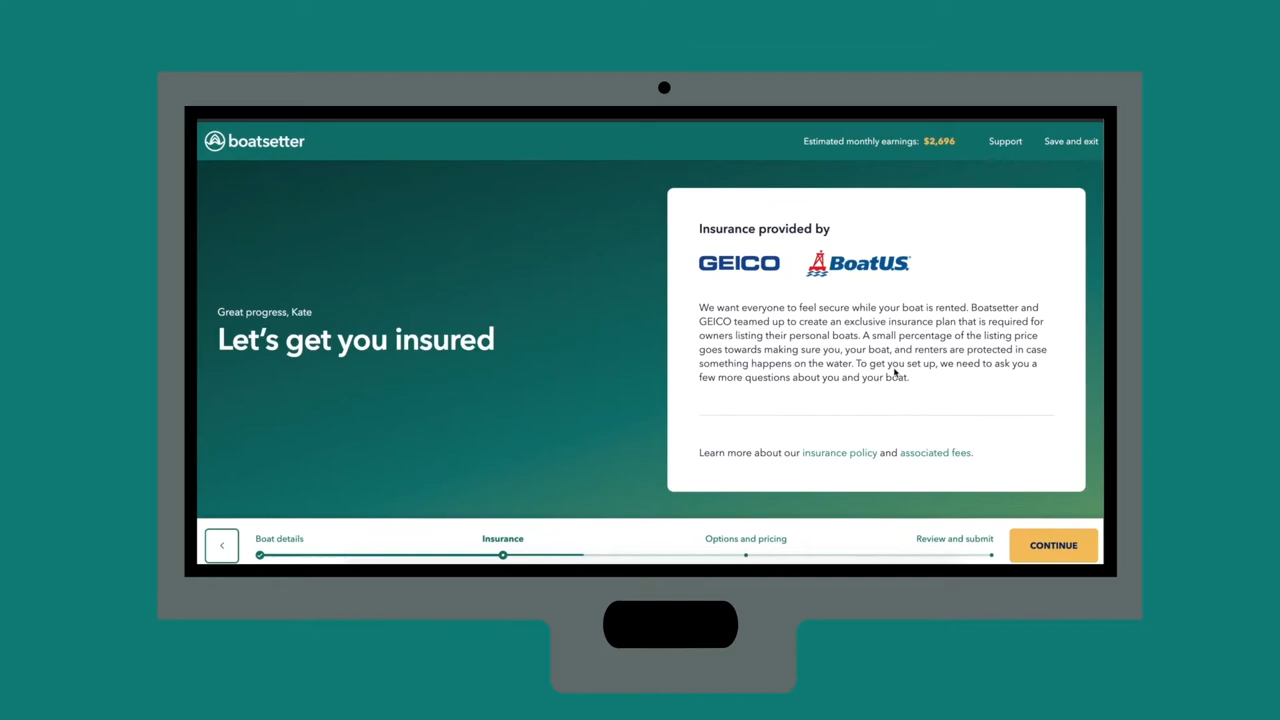 boatsetter
Estimated monthly earnings: $2,696
Support
Save and exit
Great progress, Kate
Let's get you insured
Insurance provided by
GEICO
BoatU.S.
We want everyone to feel secure while your boat is rented. Boatsetter and
GEICO teamed up to create an exclusive insurance plan that is required for
owners listing their personal boats. A small percentage of the listing price
goes towards making sure you, your boat, and renters are protected in case
something happens on the water. To get you set up, we need to ask you a
few more questions about you and your boat.
Learn more about our insurance policy and associated fees.
Boat details
Insurance
Options and pricing
Review and submit
CONTINUE